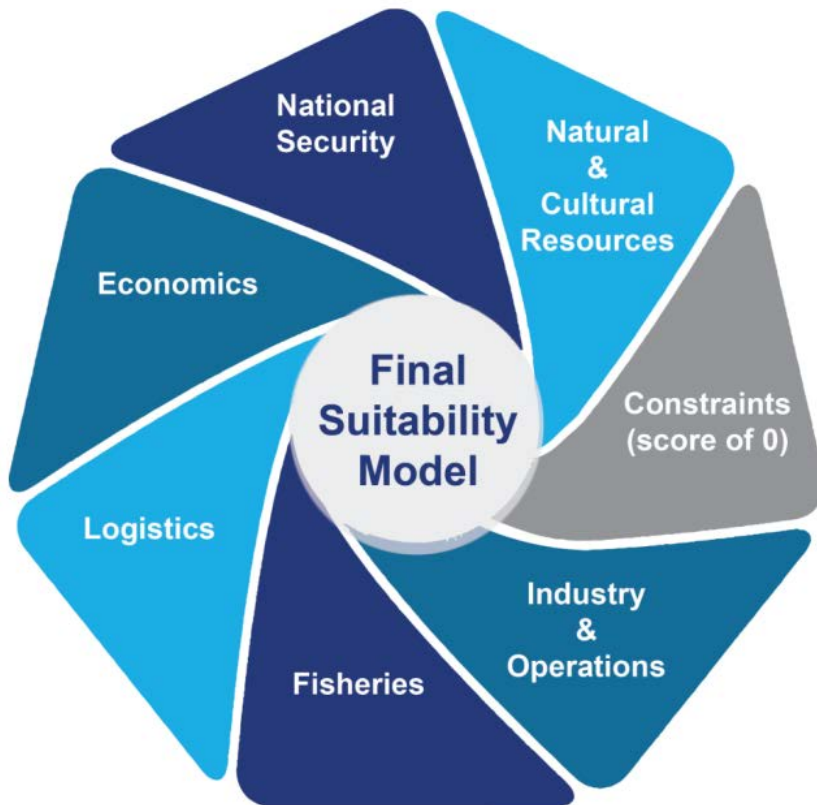 National
Security
Natural
&
Cultural
Resources
Economics
Final
Suitability
Model
Constraints
(score of 0)
Logistics
Industry
&
Operations
Fisheries